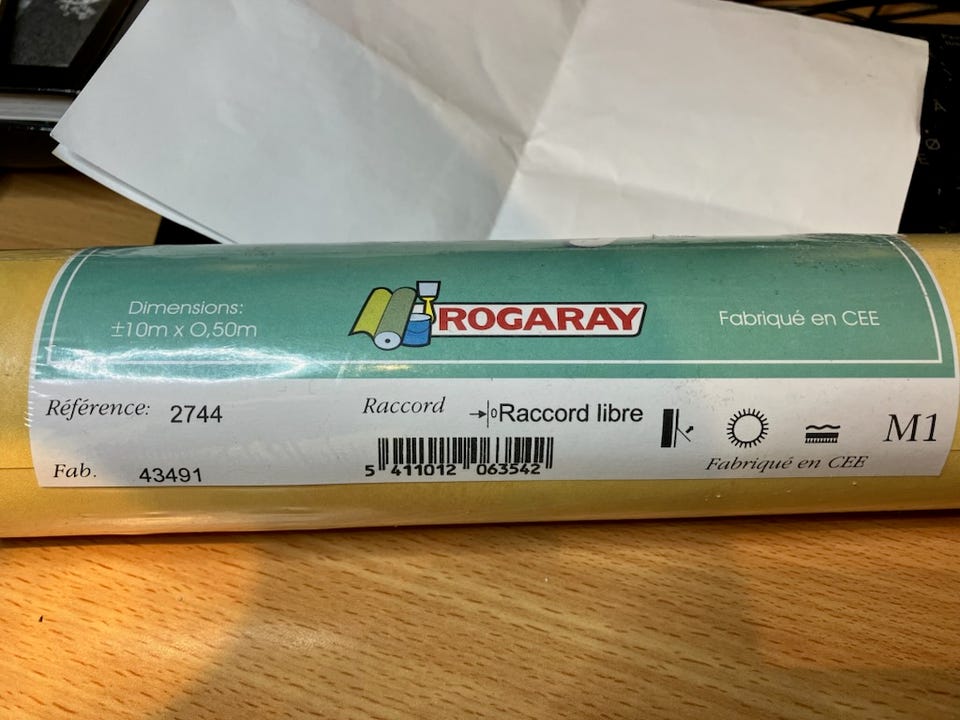 Dimensions:
±10m x 0,50m
ROGARAY
Fabriqué en CEE
Référence: 2744
Raccord →|0 Raccord libre
M1
5 411012 063542
Fabriqué en CEE
Fab. 43491